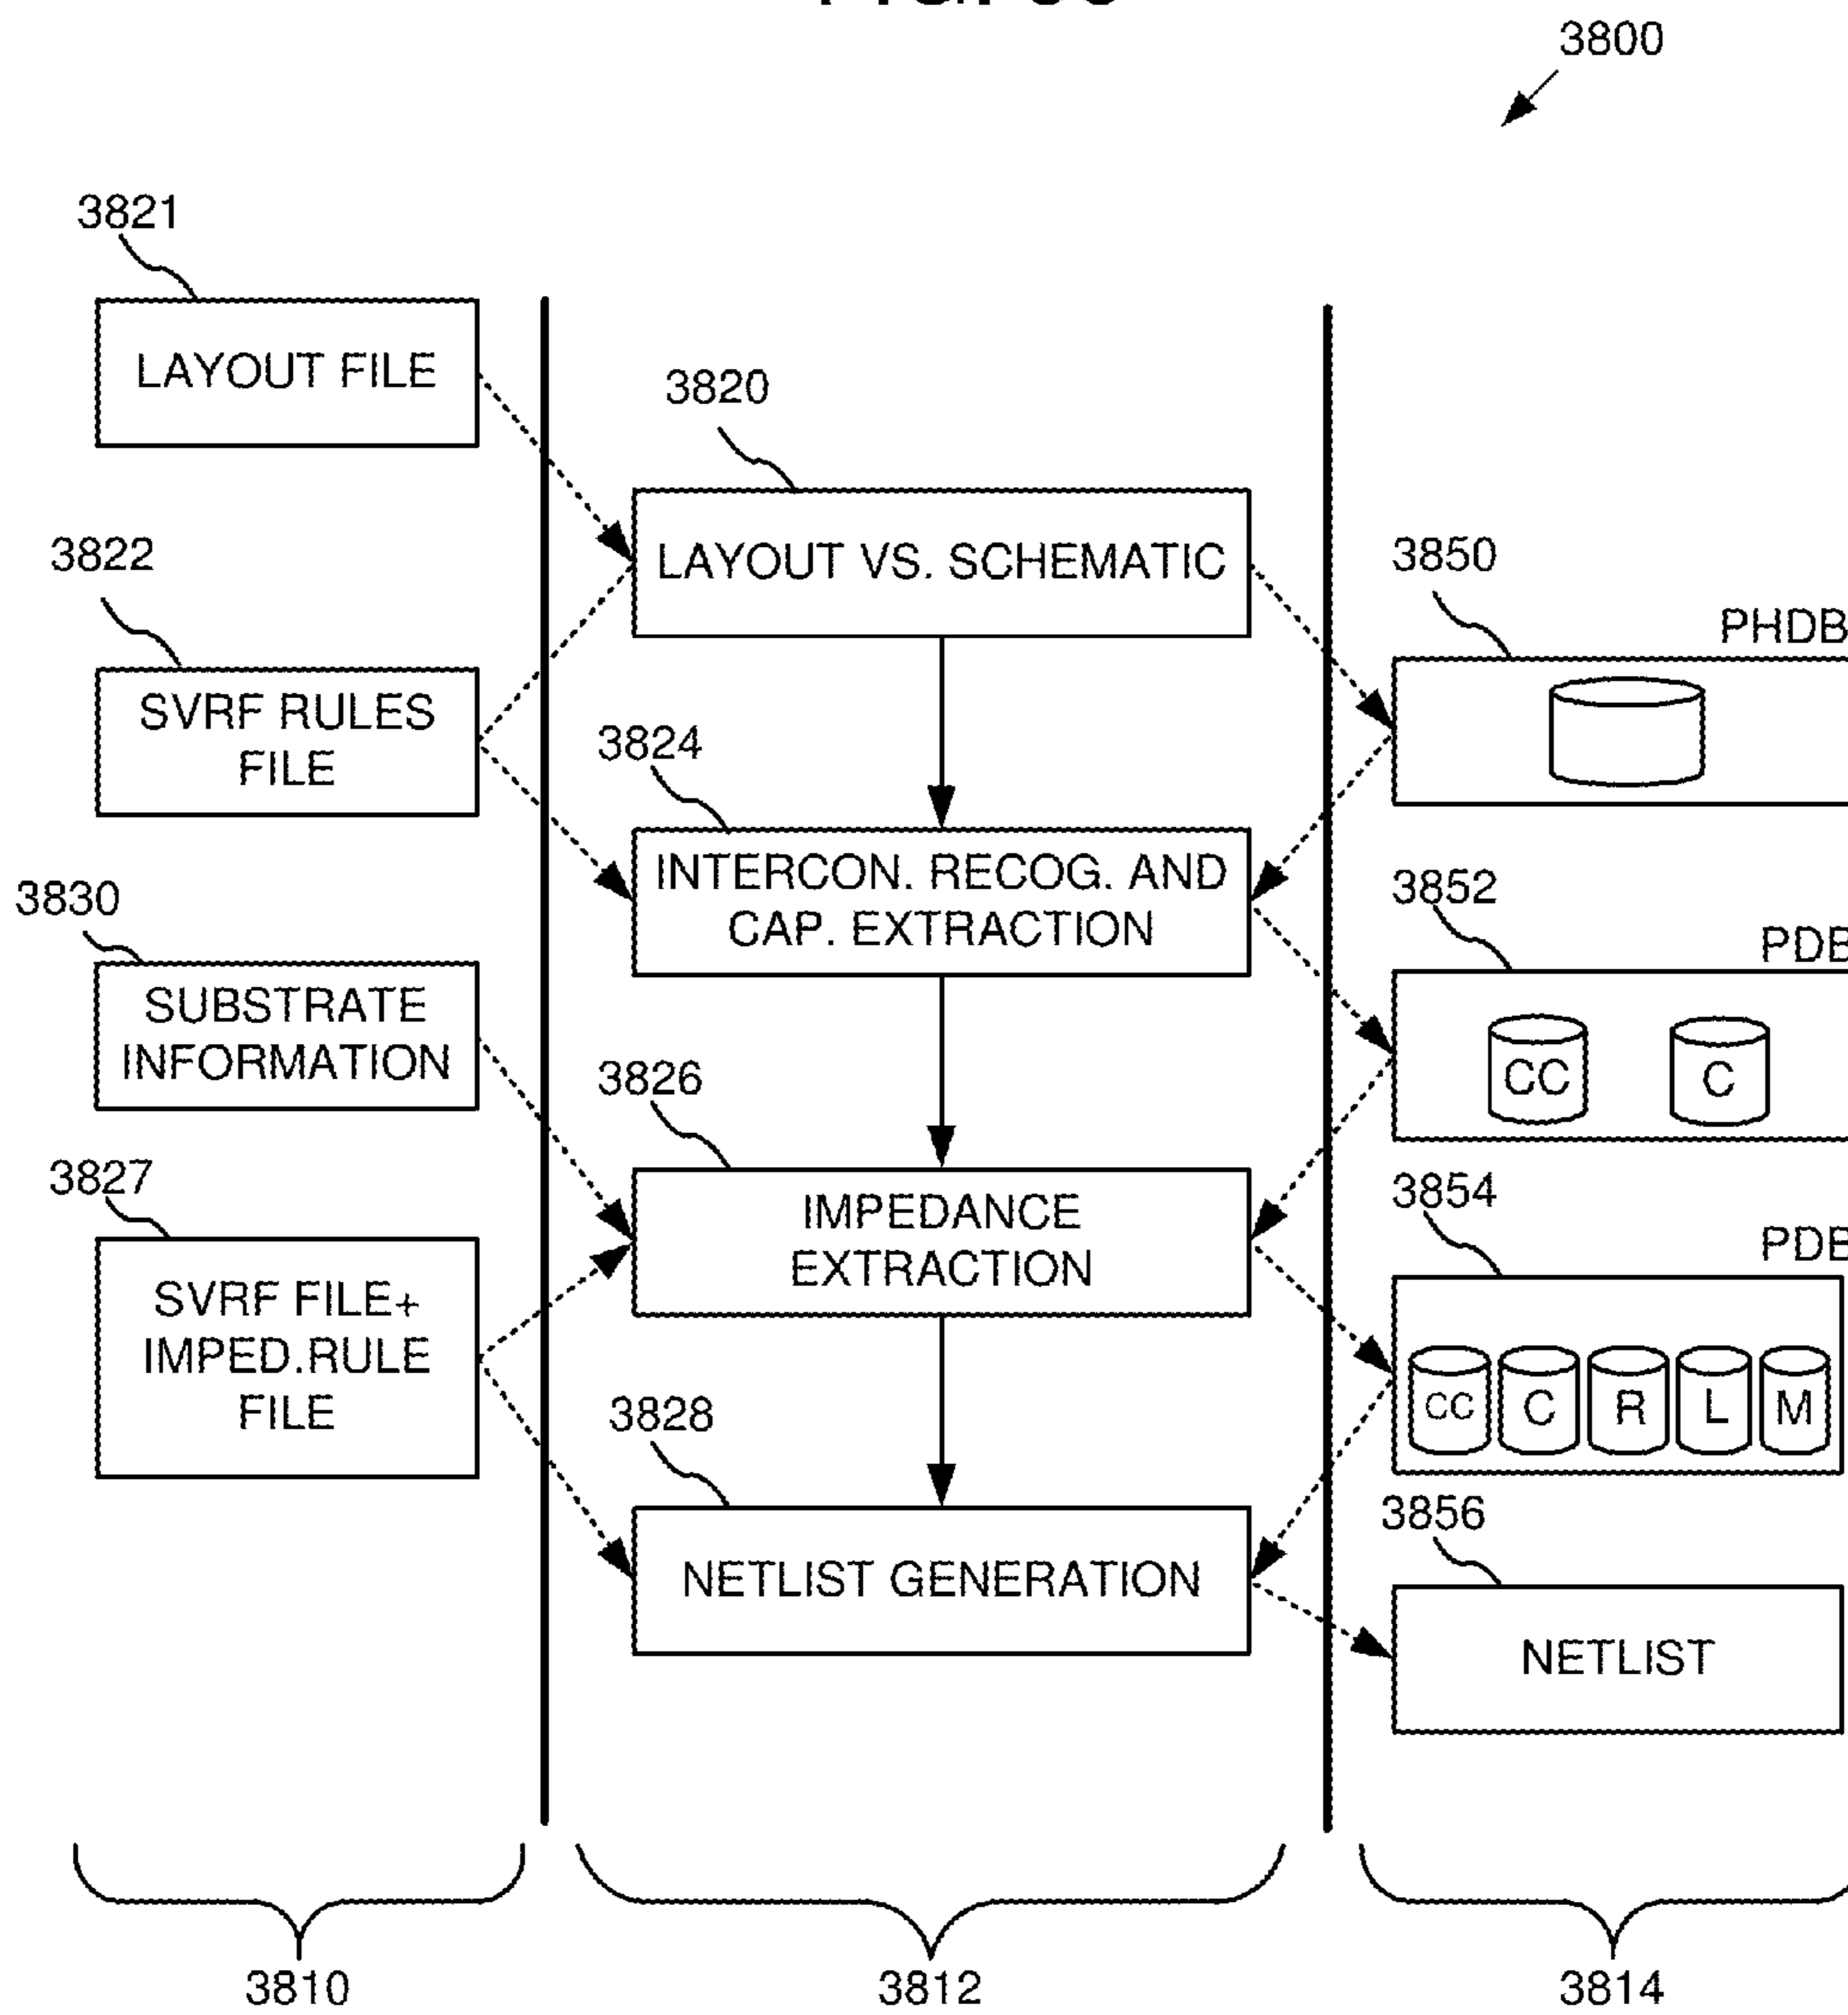 3800
3821
LAYOUT FILE
3820
LAYOUT VS. SCHEMATIC
3822
SVRF RULES
FILE
3850
PHDB
3824
INTERCON. RECOG. AND
CAP. EXTRACTION
3830
SUBSTRATE
INFORMATION
3852
PDB
CC
C
3826
IMPEDANCE
EXTRACTION
3827
SVRF FILE+
IMPED.RULE
FILE
3854
PDB
CC
C
R
L
M
3828
NETLIST GENERATION
3856
NETLIST
3810
3812
3814